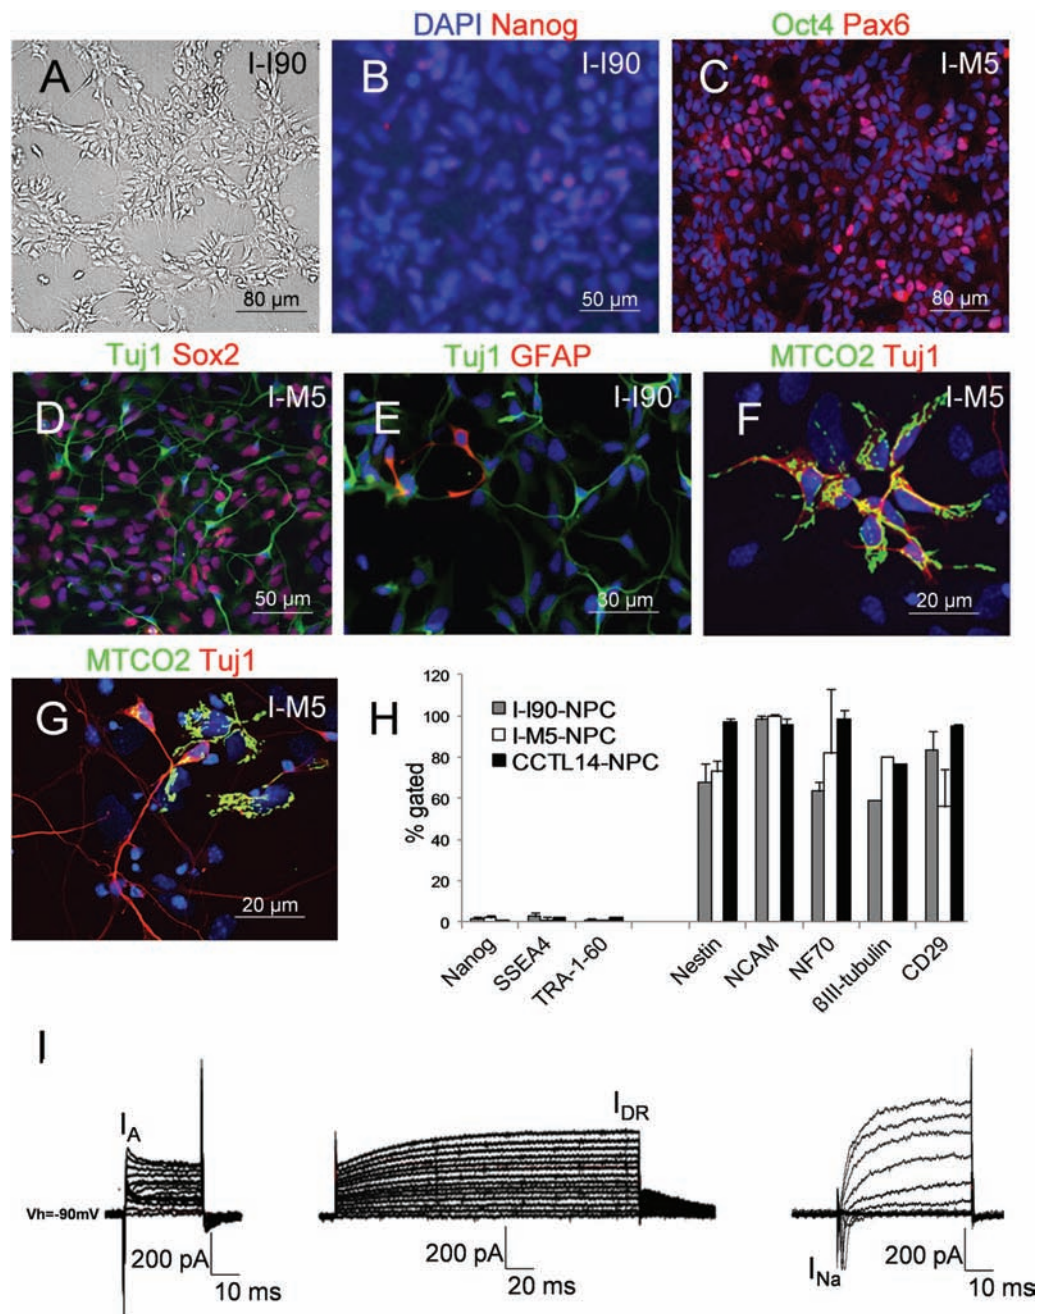 DAPI Nanog
Oct4 Pax6
A
I-I90
80 µm
B
I-I90
50 µm
C
I-M5
80 µm
Tuj1 Sox2
Tuj1 GFAP
MTCO2 Tuj1
D
I-M5
50 µm
E
I-I90
30 µm
F
I-M5
20 µm
MTCO2 Tuj1
G
I-M5
20 µm
H
% gated
120
100
80
60
40
20
0
I-I90-NPC
I-M5-NPC
CCTL14-NPC
Nanog
SSEA4
TRA-1-60
Nestin
NCAM
NF70
βIII-tubulin
CD29
I
IA
Vh=-90mV
200 pA
10 ms
IDR
200 pA
20 ms
INa
200 pA
10 ms